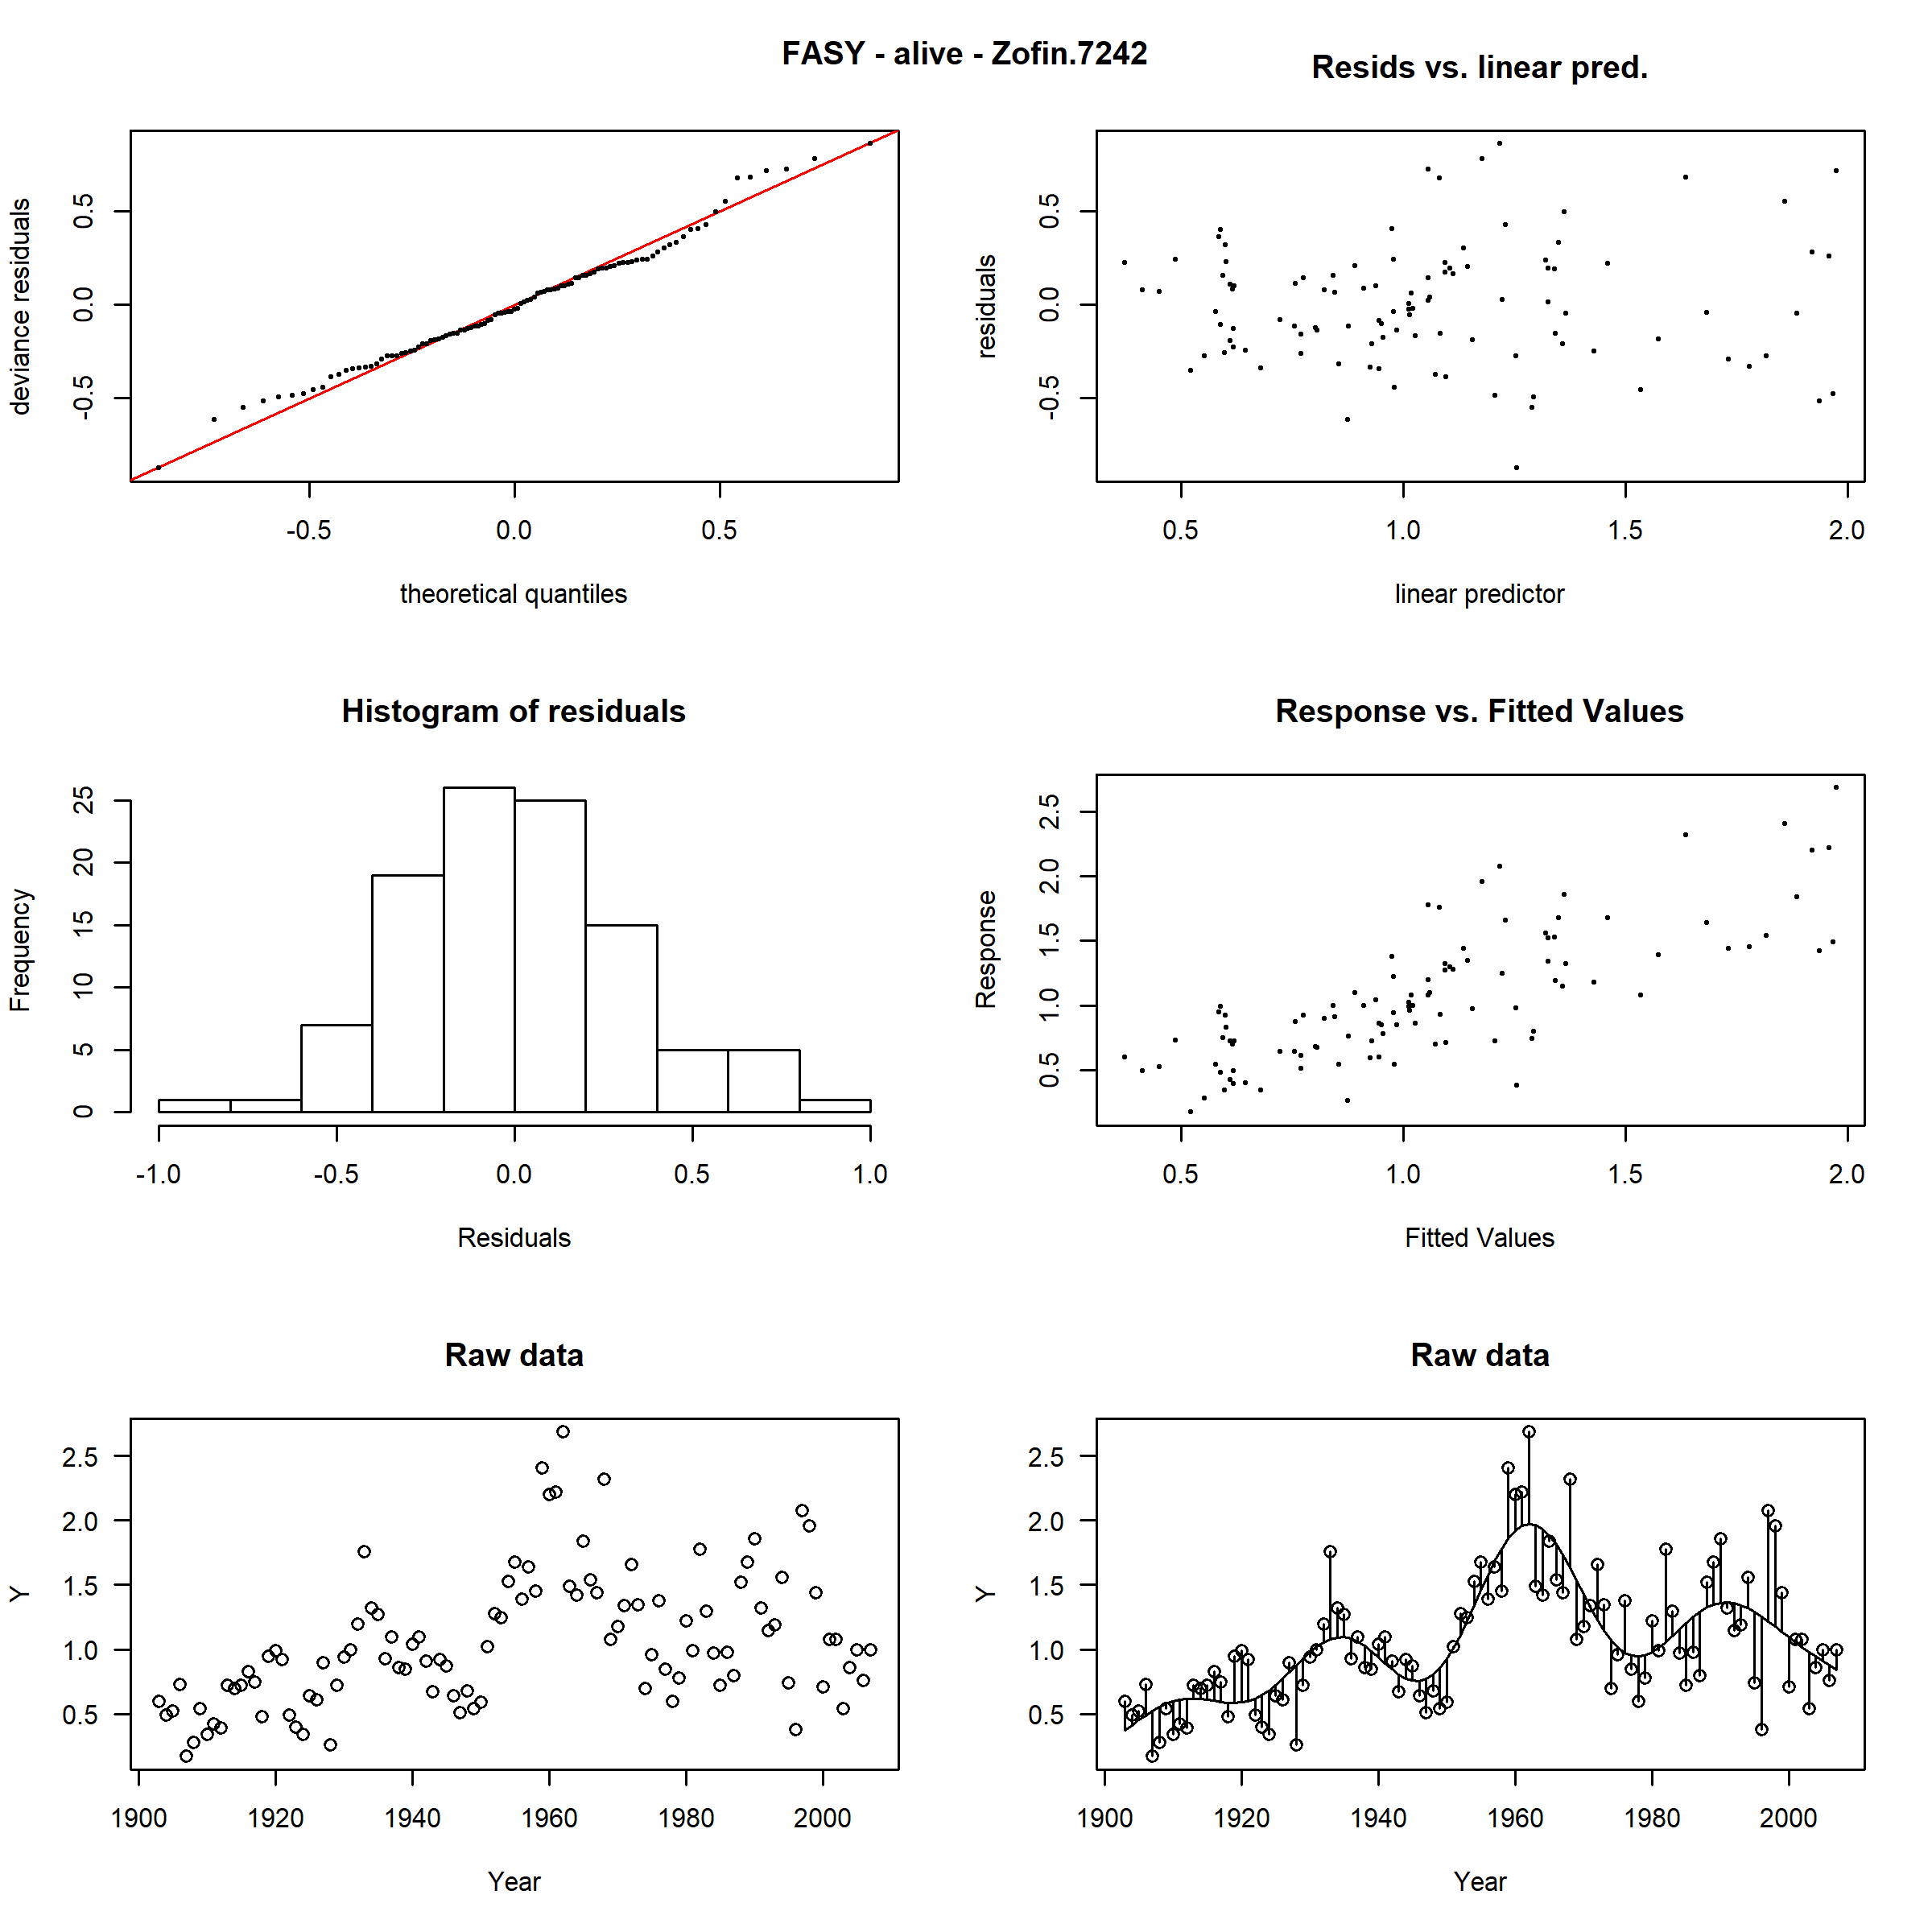 FASY - alive - Zofin.7242
deviance residuals
-0.5 0.0 0.5
-0.5 0.0 0.5
theoretical quantiles
Resids vs. linear pred.
residuals
-0.5 0.0 0.5
0.5 1.0 1.5 2.0
linear predictor
Histogram of residuals
Frequency
0 5 10 15 20 25
-1.0 -0.5 0.0 0.5 1.0
Residuals
Response vs. Fitted Values
Response
0.5 1.0 1.5 2.0 2.5
0.5 1.0 1.5 2.0
Fitted Values
Raw data
Y
2.5
2.0
1.5
1.0
0.5
1900 1920 1940 1960 1980 2000
Year
Raw data
Y
2.5
2.0
1.5
1.0
0.5
1900 1920 1940 1960 1980 2000
Year